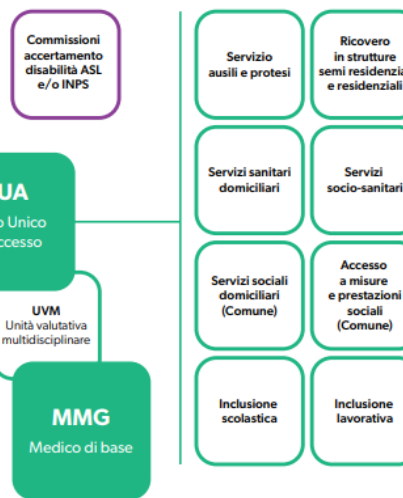 Commissioni
accertamento
disabilità ASL
e/o INPS
Servizio
ausili e protesi
Ricovero
in strutture
semi
e residenziali
UA
Unico
Servizi sanitari
domiciliari
Servizi
socio-sanitari
UVM
Unità valutativa
multidisciplinare
Servizi sociali
domiciliari
(Comune)
Accesso
a misure
e prestazioni
sociali
(Comune)
MMG
Medico di base
Inclusione
scolastica
Inclusione
lavorativa